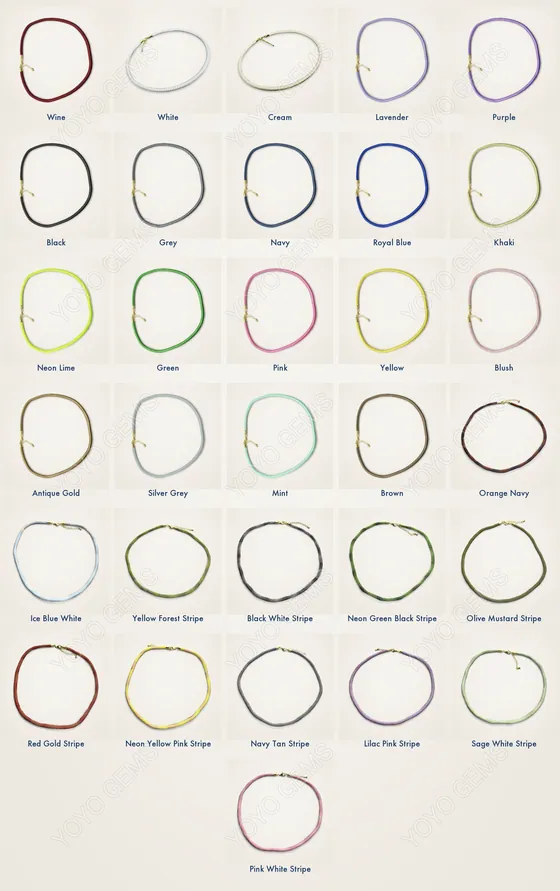 Wine
White
Cream
Lavender
Purple
Black
Grey
Navy
Royal Blue
Khaki
Neon Lime
Green
Pink
Yellow
Blush
Antique Gold
Silver Grey
Mint
Brown
Orange Navy
Ice Blue White
Yellow Forest Stripe
Black White Stripe
Neon Green Black Stripe
Olive Mustard Stripe
Red Gold Stripe
Neon Yellow Pink Stripe
Navy Tan Stripe
Lilac Pink Stripe
Sage White Stripe
Pink White Stripe
YOYO GEMS